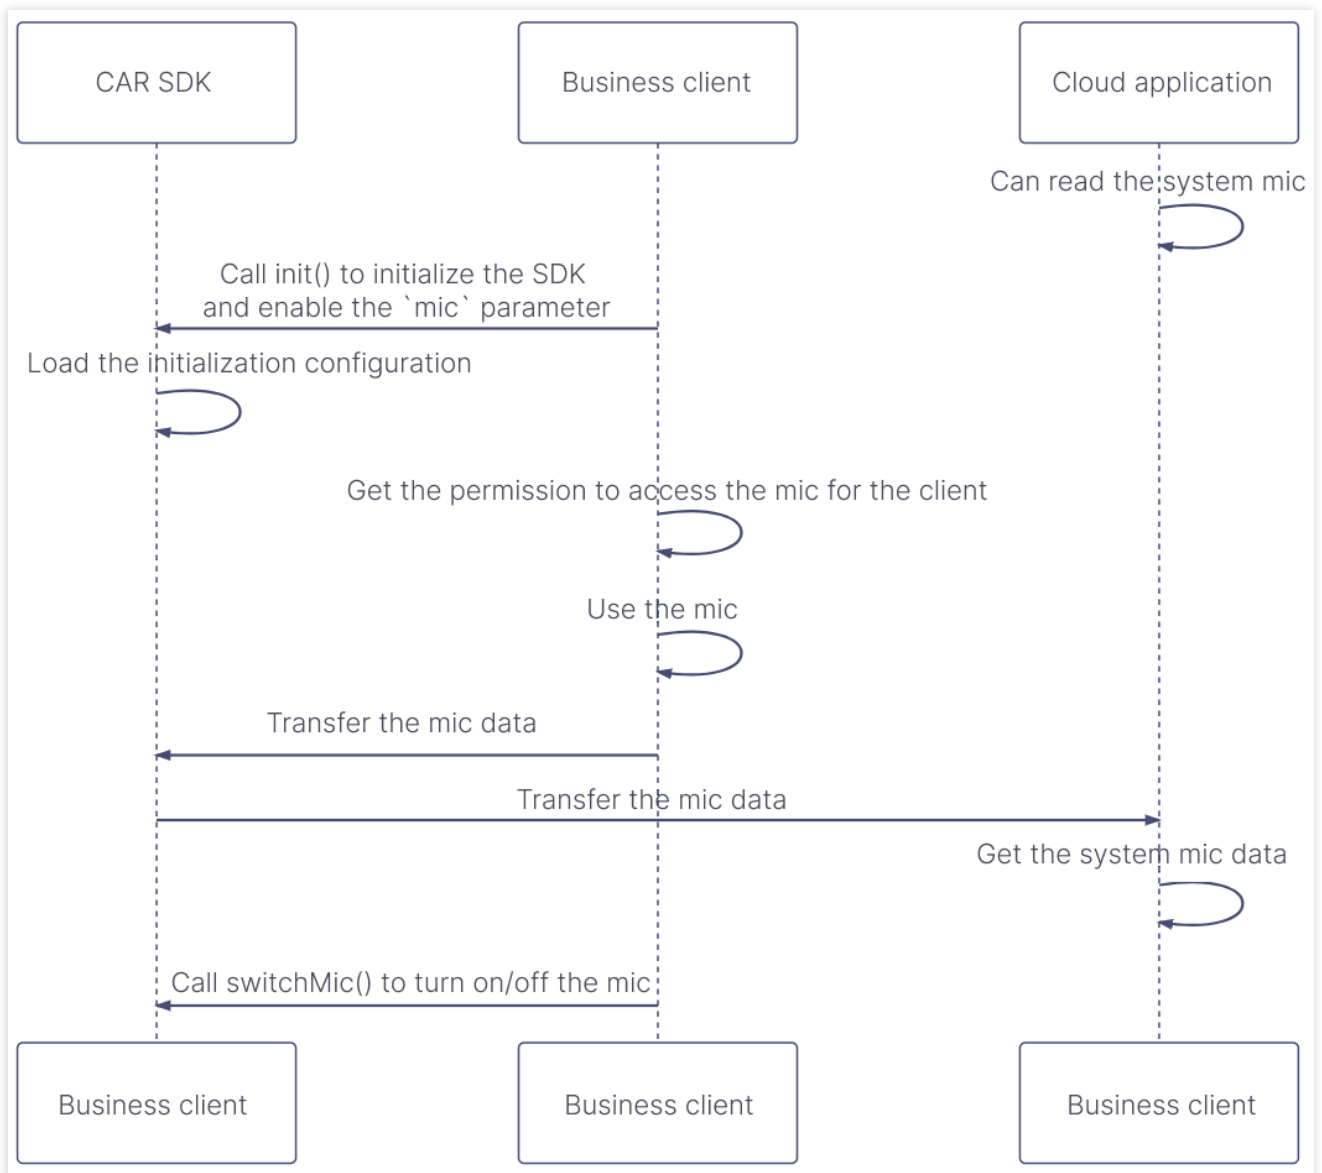 CAR SDK
Business client
Cloud application
Can read the system mic
Call init() to initialize the SDK
and enable the `mic` parameter
Load the initialization configuration
Get the permission to access the mic for the client
Use the mic
Transfer the mic data
Transfer the mic data
Get the system mic data
Call switchMic() to turn on/off the mic
Business client
Business client
Business client